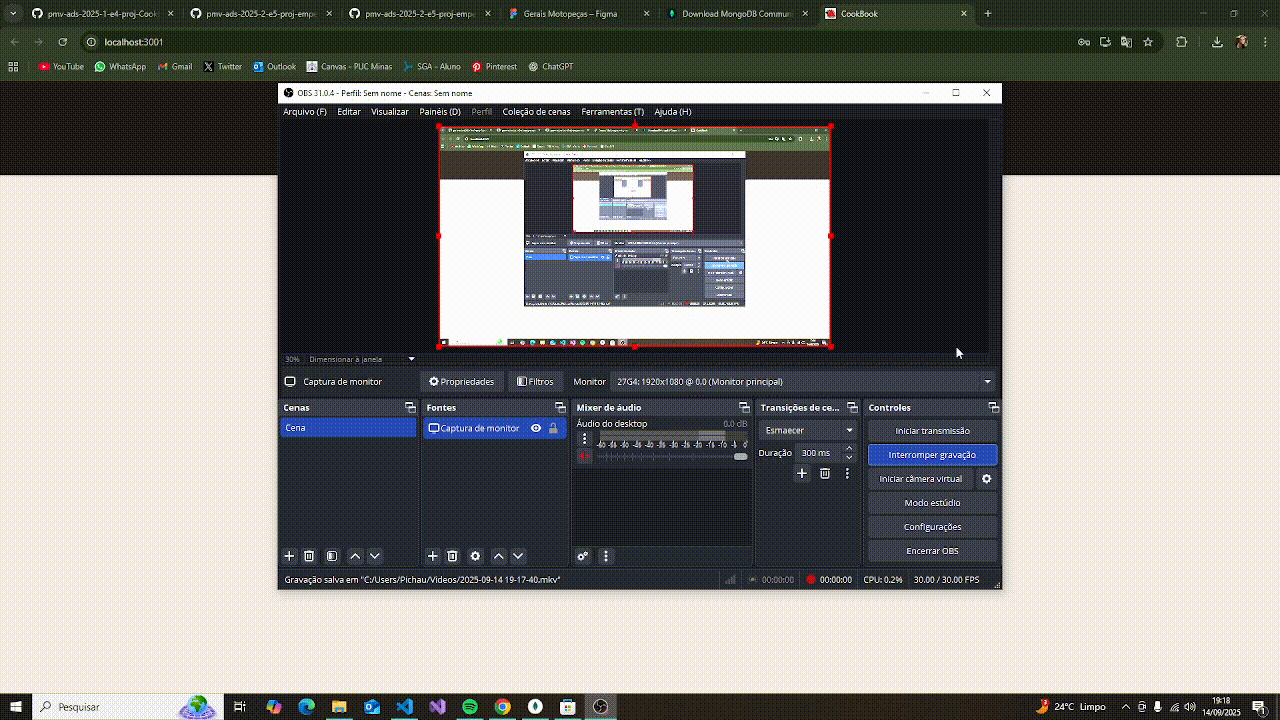 pmv-ads-2025-1-e4-proj-Cook
pmv-ads-2025-2-e5-proj-empe
pmv-ads-2025-2-e5-proj-empe
Gerais Motopeças – Figma
Download MongoDB Commun
CookBook
localhost:3001
YouTube
WhatsApp
Gmail
Twitter
Outlook
Canvas - PUC Minas
SGA - Aluno
Pinterest
ChatGPT
OBS 31.0.4 - Perfil: Sem nome - Cenas: Sem nome
Arquivo (F)
Editar
Visualizar
Painéis (D)
Perfil
Coleção de cenas
Ferramentas (T)
Ajuda (H)
30%
Dimensionar à janela
Captura de monitor
Propriedades
Filtros
Monitor
27G4: 1920x1080 @ 0,0 (Monitor principal)
Cenas
Fontes
Mixer de áudio
Transições de ce...
Controles
Cena
Captura de monitor
Áudio do desktop
0.0 dB
-60 -55 -50 -45 -40 -35 -30 -25 -20 -15 -10 -5 0
Esmaecer
Duração
300 ms
Iniciar transmissão
Interromper gravação
Iniciar câmera virtual
Modo estúdio
Configurações
Encerrar OBS
Gravação salva em "C:/Users/Pichau/Videos/2025-09-14 19-17-40.mkv"
00:00:00
00:00:00
CPU: 0.2%
30.00 / 30.00 FPS
Pesquisar
24°C Limpo
19:18
14/09/2025